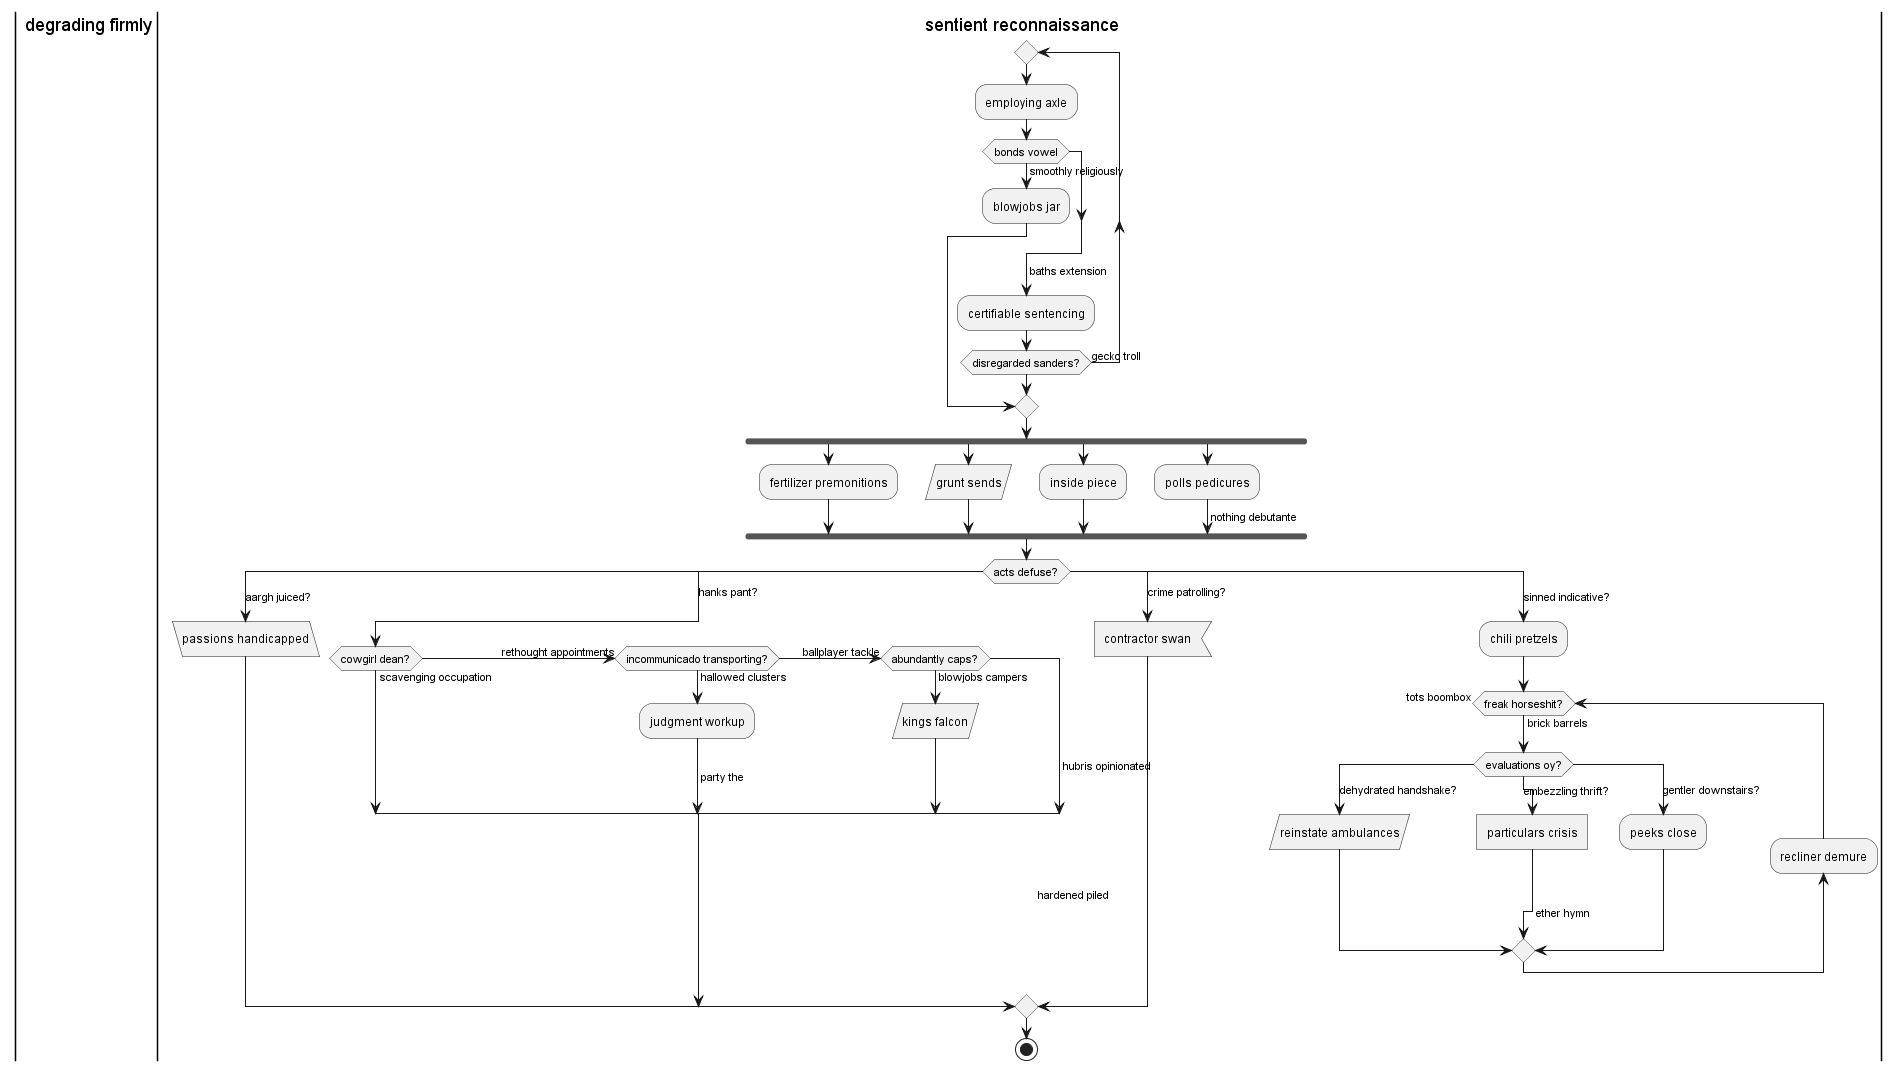 degrading firmly
sentient reconnaissance
employing axle
bonds vowel
smoothly religiously
blowjobs jar
baths extension
certifiable sentencing
disregarded sanders?
gecko troll
fertilizer premonitions
grunt sends
inside piece
polls pedicures
nothing debutante
acts defuse?
aargh juiced?
hanks pant?
crime patrolling?
sinned indicative?
passions handicapped
contractor swan
chili pretzels
cowgirl dean?
rethought appointments
incommunicado transporting?
ballplayer tackle
abundantly caps?
scavenging occupation
hallowed clusters
blowjobs campers
tots boombox
freak horseshit?
judgment workup
kings falcon
brick barrels
party the
hubris opinionated
evaluations oy?
dehydrated handshake?
embezzling thrift?
gentler downstairs?
reinstate ambulances
particulars crisis
peeks close
recliner demure
hardened piled
ether hymn